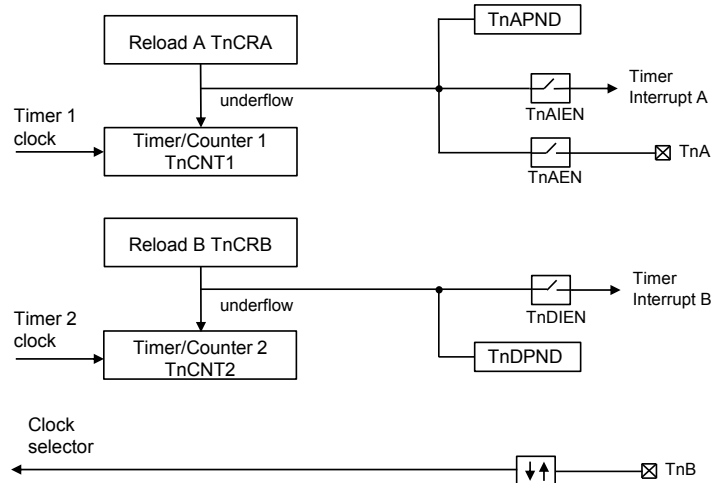 Reload A TnCRA
TnAPND
underflow
Timer
Interrupt A
TnAIEN
Timer 1
clock
Timer/Counter 1
TnCNT1
TnA
TnAEN
Reload B TnCRB
underflow
Timer
Interrupt B
TnDIEN
Timer 2
clock
Timer/Counter 2
TnCNT2
TnDPND
Clock
selector
TnB